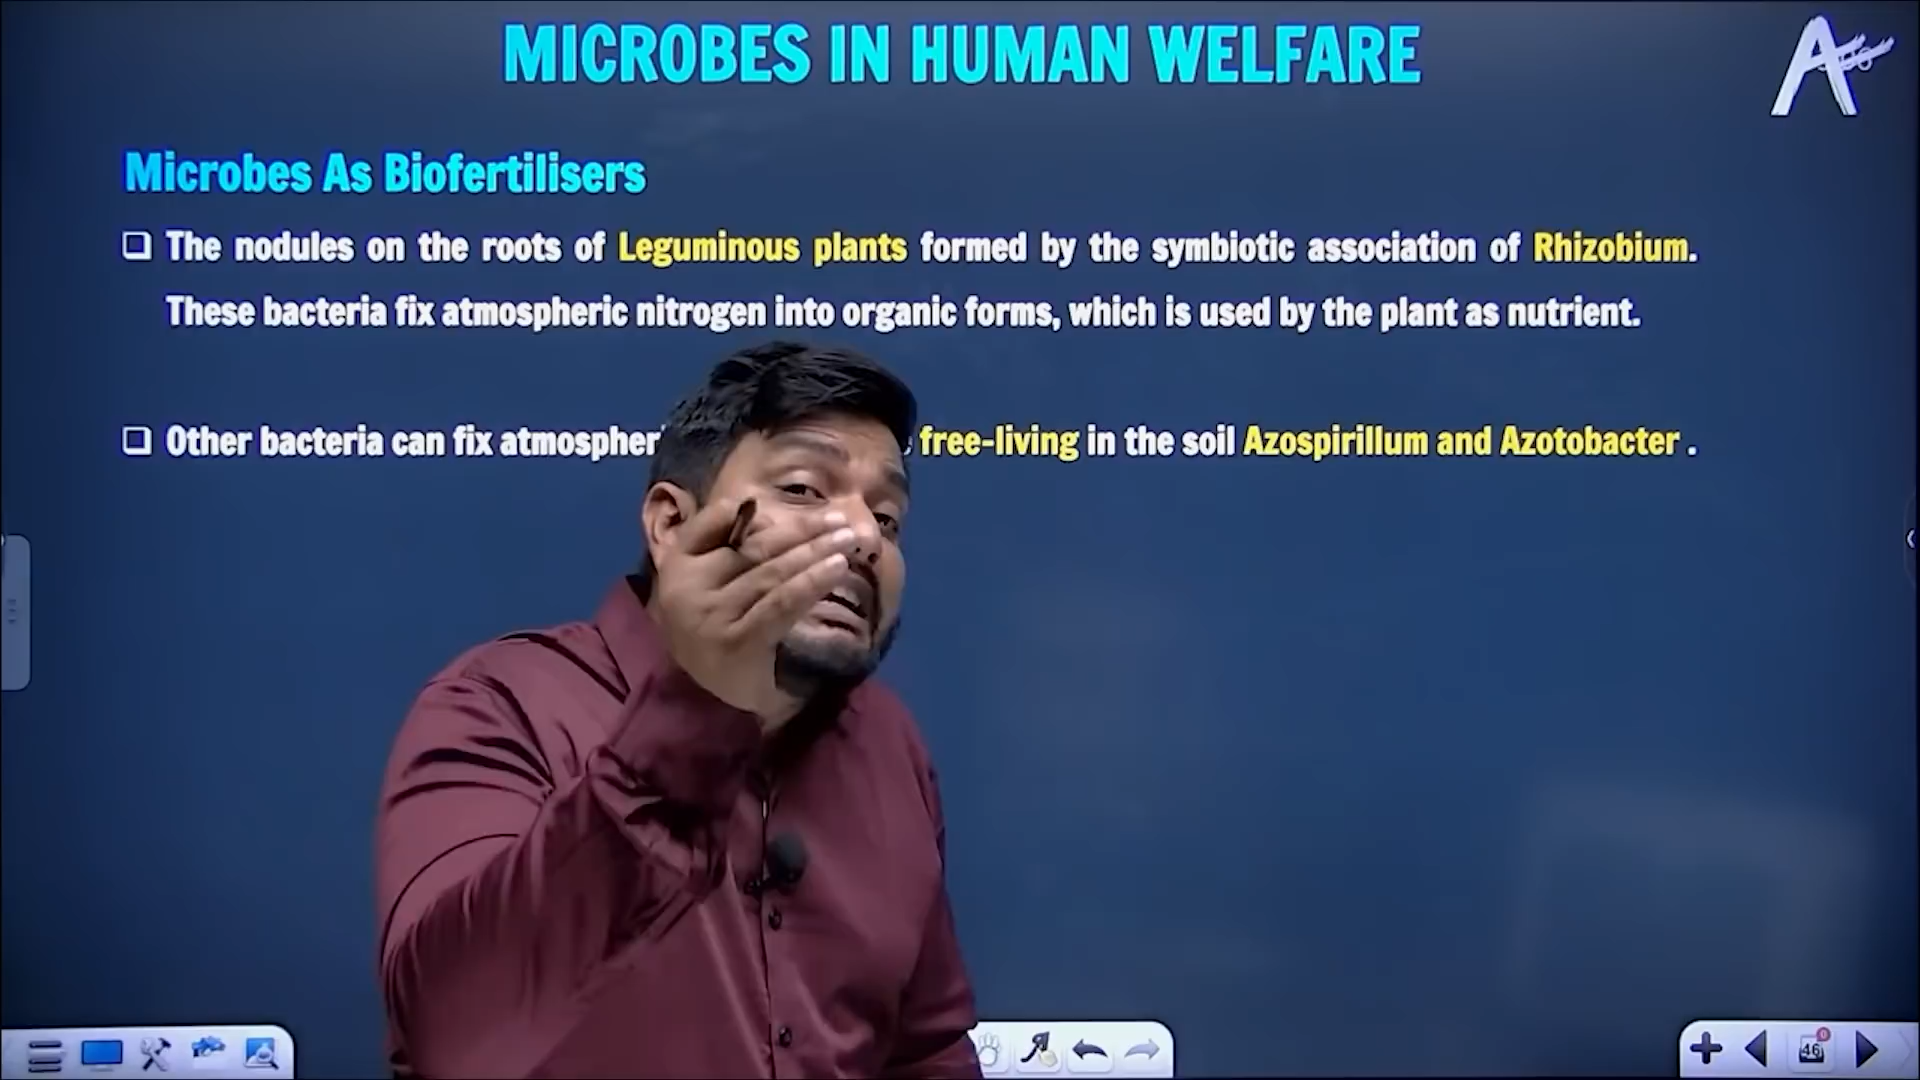 MICROBES IN HUMAN WELFARE
Microbes As Biofertilisers
The nodules on the roots of Leguminous plants formed by the symbiotic association of Rhizobium.
These bacteria fix atmospheric nitrogen into organic forms, which is used by the plant as nutrient.
Other bacteria can fix free-living in the soil Azospirillum and Azotobacter .
46
0